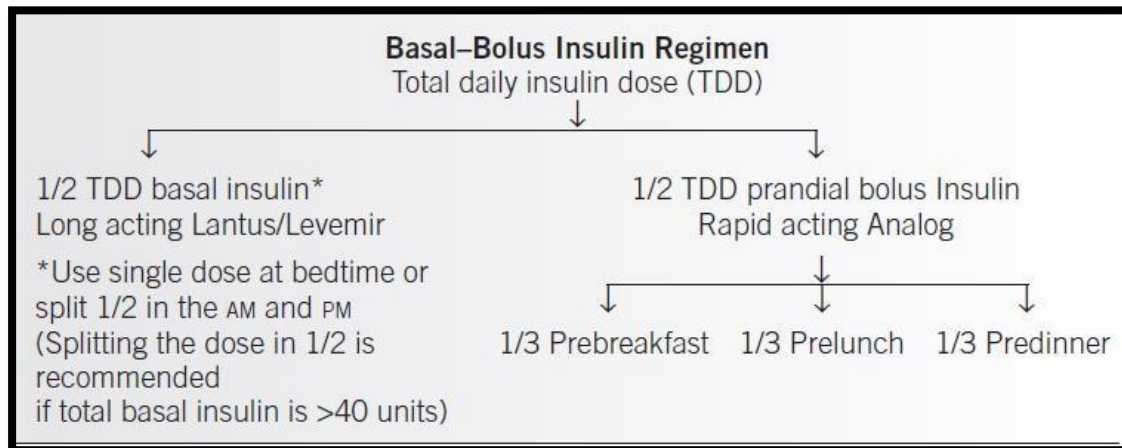 Basal–Bolus Insulin Regimen
Total daily insulin dose (TDD)
1/2 TDD basal insulin*
Long acting Lantus/Levemir
*Use single dose at bedtime or
split 1/2 in the AM and PM
(Splitting the dose in 1/2 is
recommended
if total basal insulin is >40 units)
1/2 TDD prandial bolus Insulin
Rapid acting Analog
1/3 Prebreakfast 1/3 Prelunch 1/3 Predinner